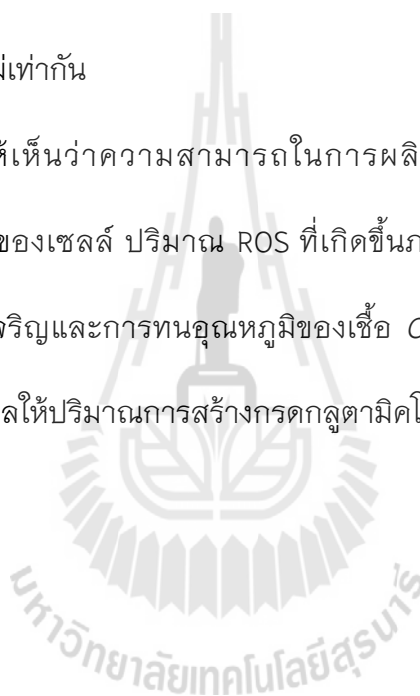 เท่ากัน
เห็นว่าความสามารถในการผลิ
ของเซลล์ ปริมาณ ROS ที่เกิดขึ้นภ
จริญและการทนอุณหภูมิของเชื้อ C
ลให้ปริมาณการสร้างกรดกลูตามิคโ
มหาวิทยาลัยเทคโนโลยีสุรนารี